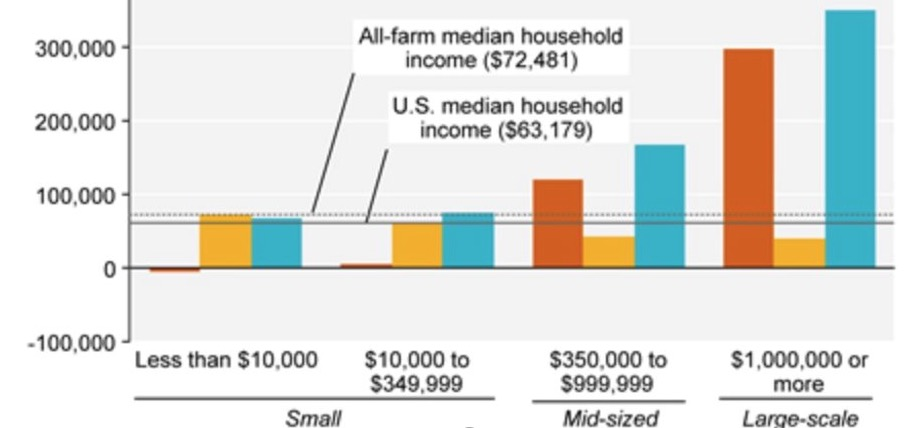 300,000
200,000
100,000
0
-100,000
All-farm median household
income ($72,481)
U.S. median household
income ($63,179)
Less than $10,000
$10,000 to
$349,999
$350,000 to
$999,999
$1,000,000 or
more
Small
Mid-sized
Large-scale